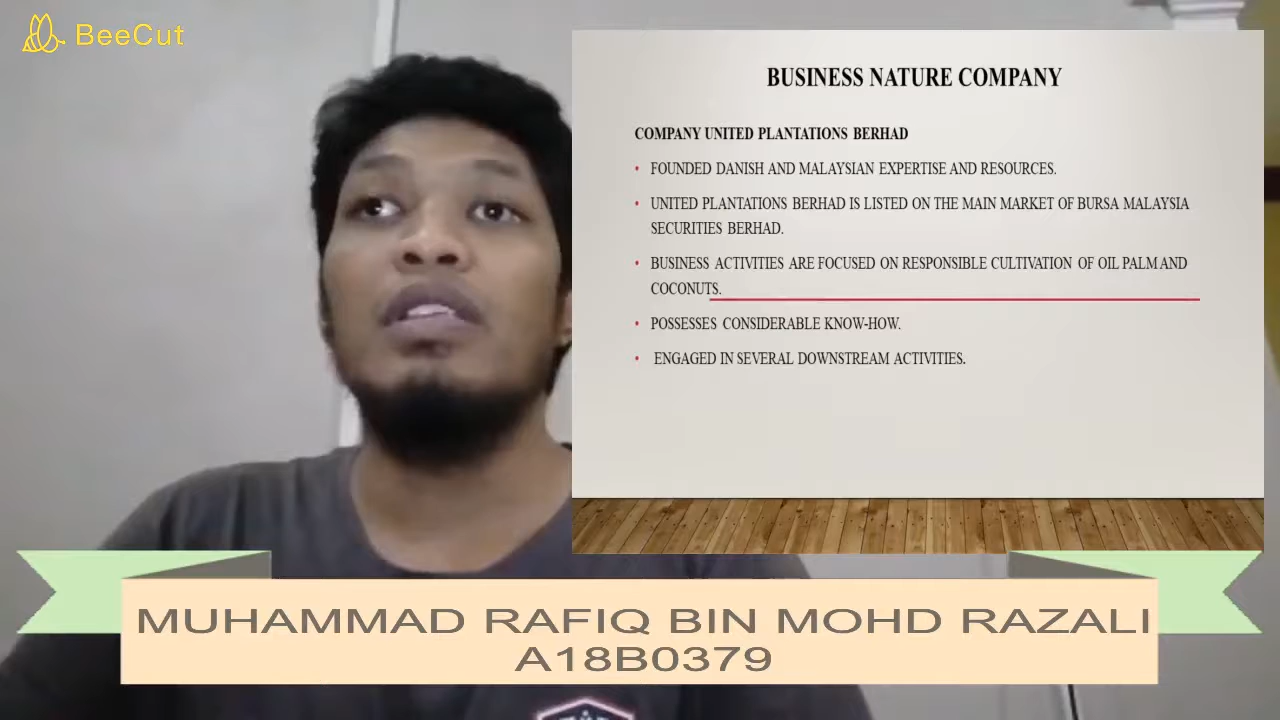 BeeCut
BUSINESS NATURE COMPANY
COMPANY UNITED PLANTATIONS BERHAD
• FOUNDED DANISH AND MALAYSIAN EXPERTISE AND RESOURCES.
• UNITED PLANTATIONS BERHAD IS LISTED ON THE MAIN MARKET OF BURSA MALAYSIA
SECURITIES BERHAD.
• BUSINESS ACTIVITIES ARE FOCUSED ON RESPONSIBLE CULTIVATION OF OIL PALM AND
COCONUTS.
• POSSESSES CONSIDERABLE KNOW-HOW.
• ENGAGED IN SEVERAL DOWNSTREAM ACTIVITIES.
MUHAMMAD RAFIQ BIN MOHD RAZALI
A18B0379